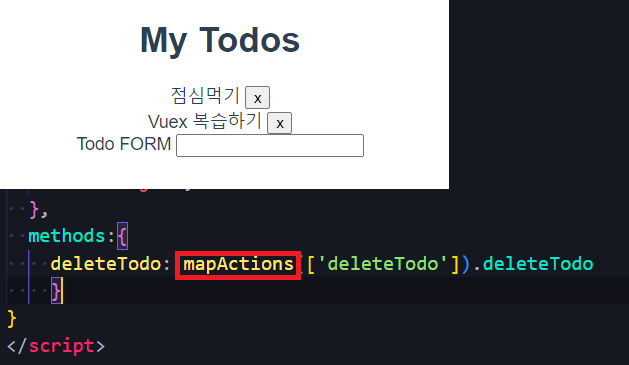 My Todos
점심먹기 x
Vuex 복습하기 x
Todo FORM
},
methods:{
deleteTodo: mapActions(['deleteTodo']).deleteTodo
}
}
</script>